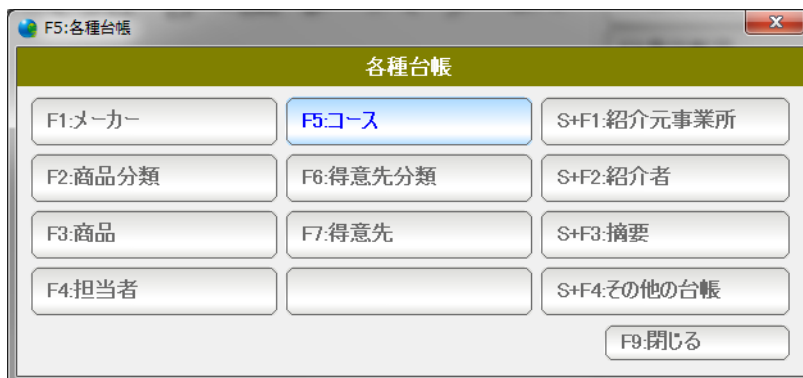 F5:各種台帳
各種台帳
F1:メーカー
F5:コース
S+F1:紹介元事業所
F2:商品分類
F6:得意先分類
S+F2:紹介者
F3:商品
F7:得意先
S+F3:摘要
F4:担当者
S+F4:その他の台帳
F9:閉じる